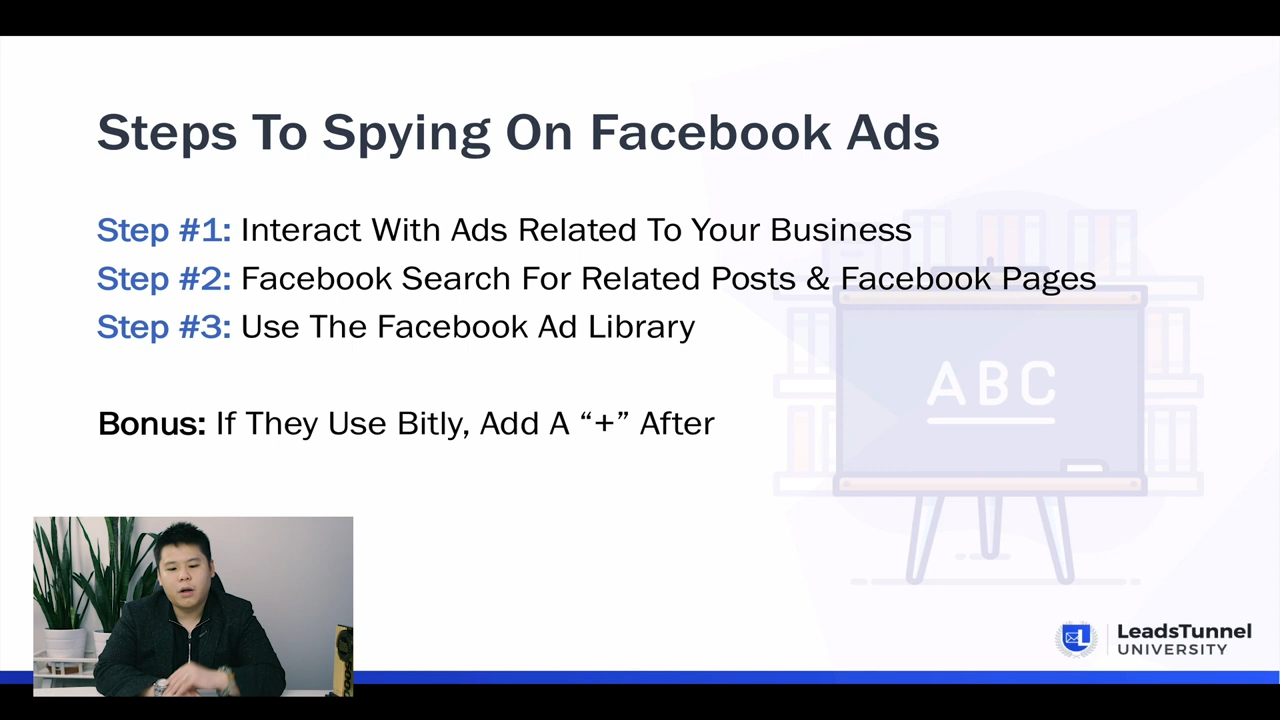 Steps To Spying On Facebook Ads
Step #1: Interact With Ads Related To Your Business
Step #2: Facebook Search For Related Posts & Facebook Pages
Step #3: Use The Facebook Ad Library
Bonus: If They Use Bitly, Add A “+” After
ABC
L
LeadsTunnel
UNIVERSITY